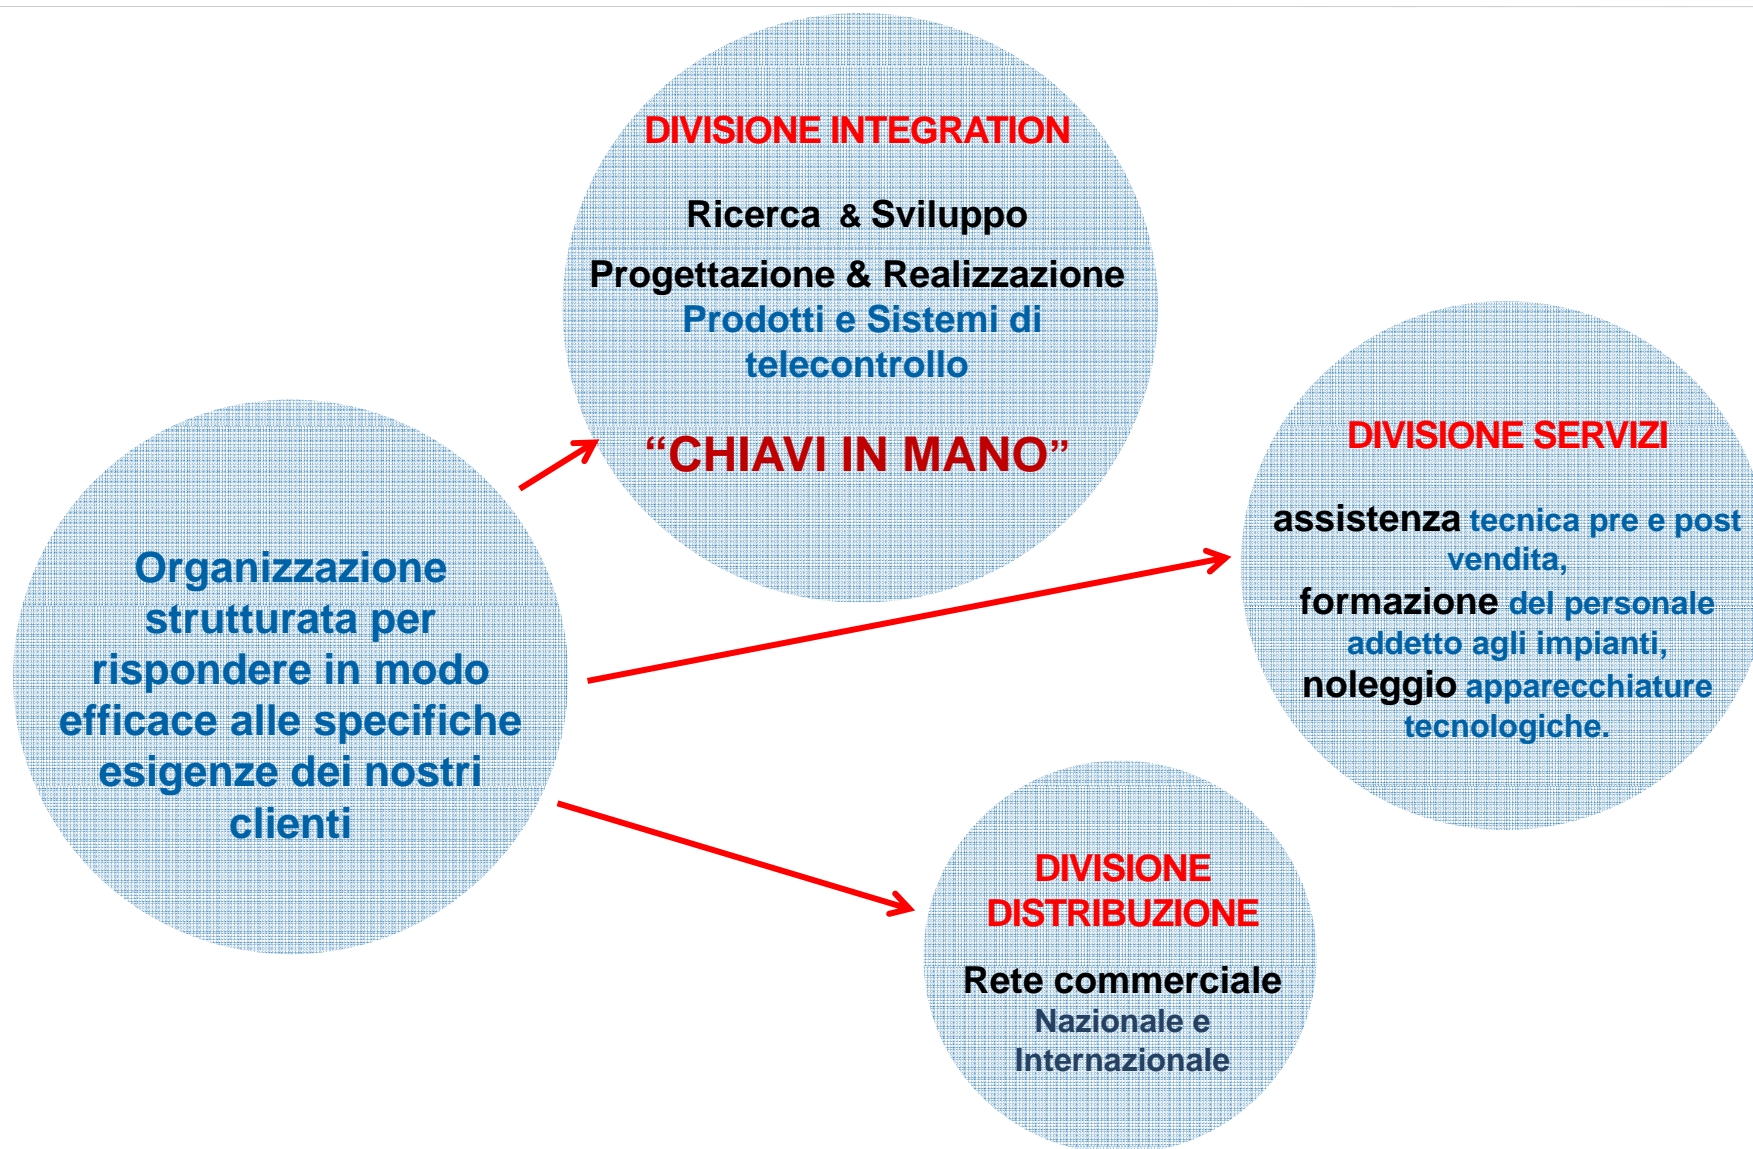 DIVISIONE INTEGRATION
Ricerca & Sviluppo
Progettazione & Realizzazione
Prodotti e Sistemi di
telecontrollo
“CHIAVI IN MANO”
Organizzazione
strutturata per
rispondere in modo
efficace alle specifiche
esigenze dei nostri
clienti
DIVISIONE SERVIZI
assistenza tecnica pre e post
vendita,
formazione del personale
addetto agli impianti,
noleggio apparecchiature
tecnologiche.
DIVISIONE
DISTRIBUZIONE
Rete commerciale
Nazionale e
Internazionale